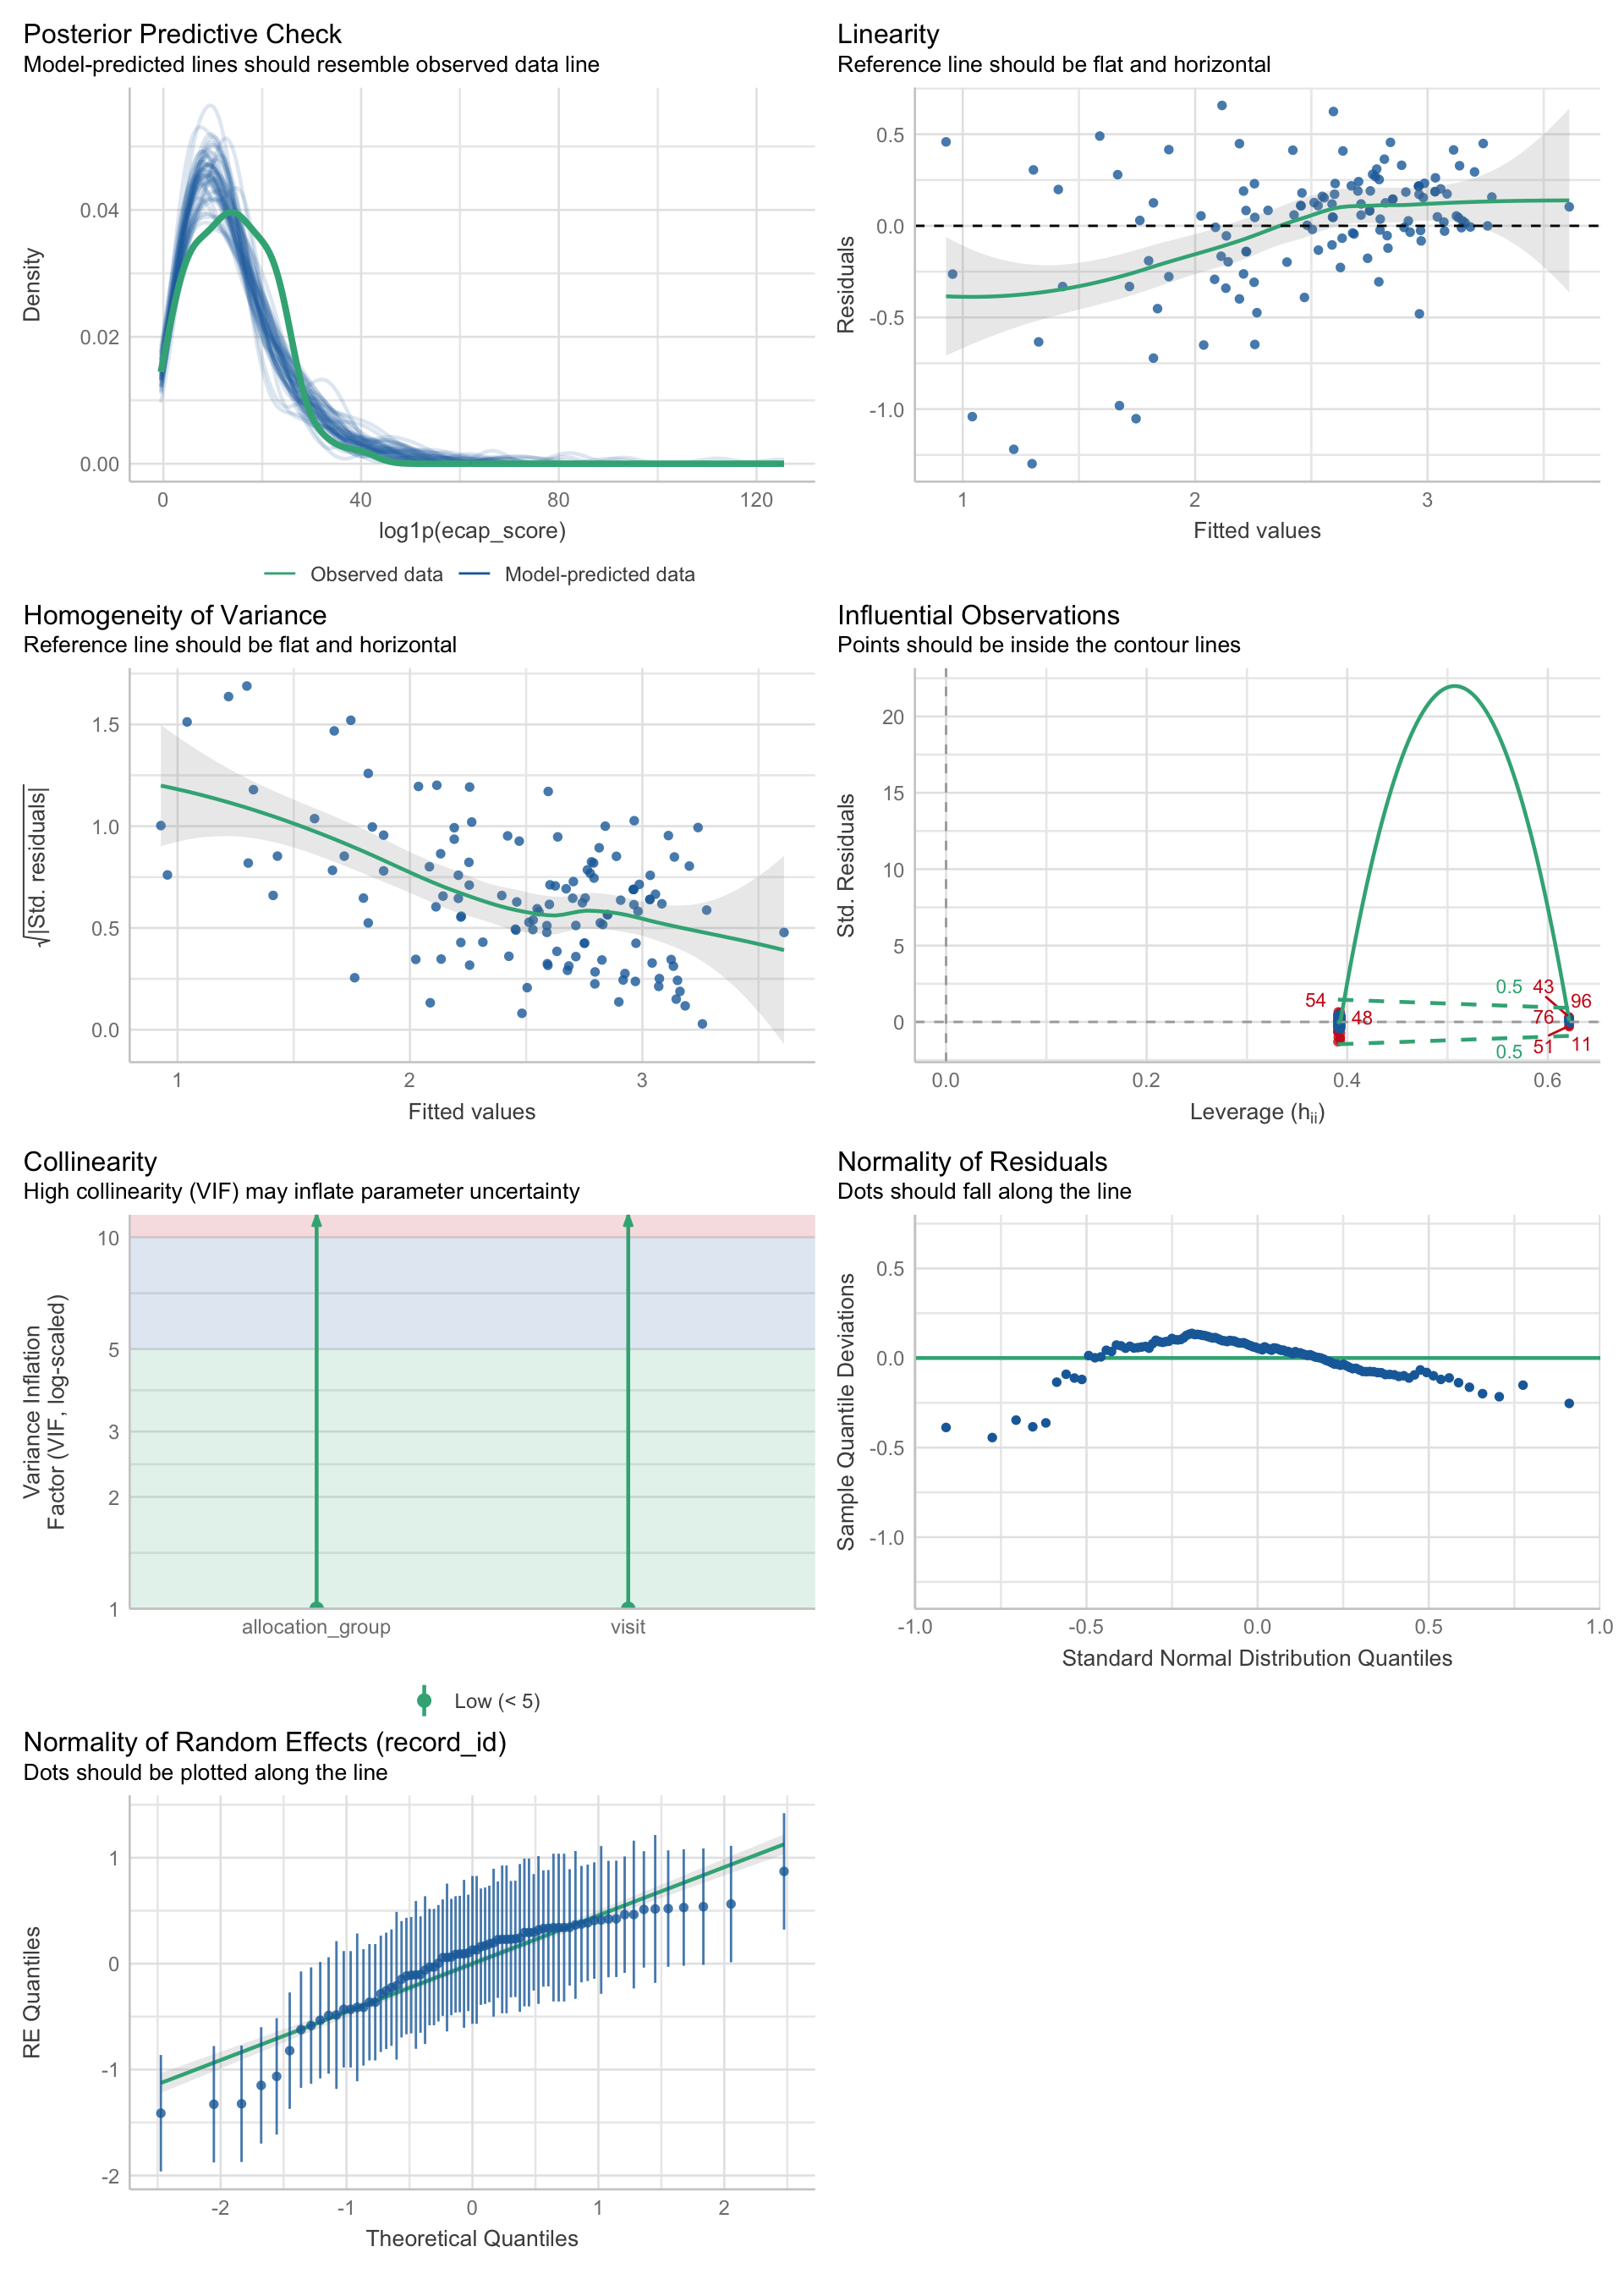 Posterior Predictive Check
Model-predicted lines should resemble observed data line
Density
0.04
0.02
0.00
0 40 80 120
log1p(ecap_score)
Observed data Model-predicted data
Linearity
Reference line should be flat and horizontal
Residuals
0.5
0.0
-0.5
-1.0
1 2 3
Fitted values
Homogeneity of Variance
Reference line should be flat and horizontal
√|Std. residuals|
1.5
1.0
0.5
0.0
1 2 3
Fitted values
Influential Observations
Points should be inside the contour lines
Std. Residuals
20
15
10
5
0
54
48
0.5
43
96
76
0.5
51
11
0.0 0.2 0.4 0.6
Leverage (hii)
Collinearity
High collinearity (VIF) may inflate parameter uncertainty
Variance Inflation
Factor (VIF, log-scaled)
10
5
3
2
1
allocation_group visit
Low (< 5)
Normality of Residuals
Dots should fall along the line
Sample Quantile Deviations
0.5
0.0
-0.5
-1.0
-1.0 -0.5 0.0 0.5 1.0
Standard Normal Distribution Quantiles
Normality of Random Effects (record_id)
Dots should be plotted along the line
RE Quantiles
1
0
-1
-2
-2 -1 0 1 2
Theoretical Quantiles